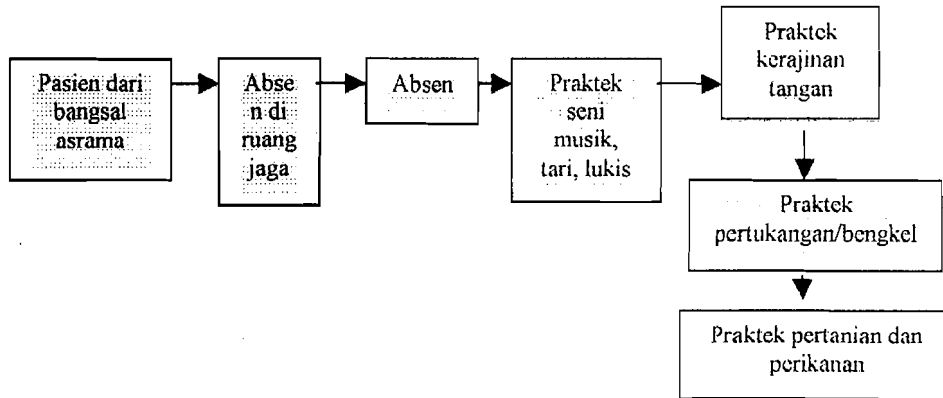 Pasien dari
bangsal
asrama
Abse
n di
ruang
jaga
Absen
Praktek
seni
musik,
tari, lukis
Praktek
kerajinan
tangan
Praktek
pertukangan/bengkel
Praktek pertanian dan
perikanan